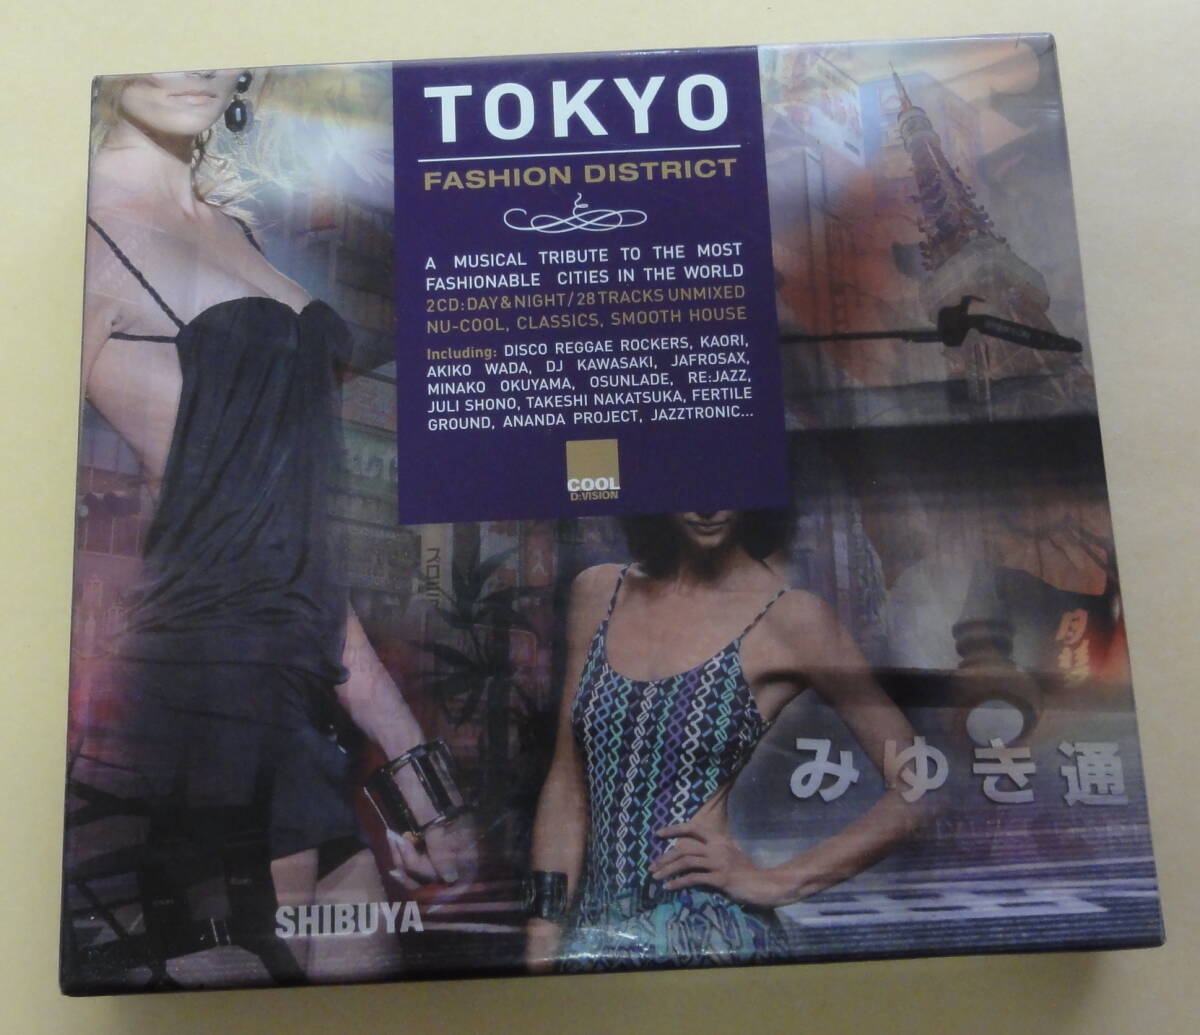 TOKYO
FASHION DISTRICT
A MUSICAL TRIBUTE TO THE MOST
FASHIONABLE CITIES IN THE WORLD
2CD:DAY&NIGHT/28TRACKS UNMIXED
NU-COOL, CLASSICS, SMOOTH HOUSE
Including: DISCO REGGAE ROCKERS, KAORI,
AKIKO WADA, DJ KAWASAKI, JAFROSAX,
MINAKO OKUYAMA, OSUNLADE, RE:JAZZ,
JULI SHONO, TAKESHI NAKATSUKA, FERTILE
GROUND, ANANDA PROJECT, JAZZTRONIC...
COOL
D:VISION
みゆき通
SHIBUYA